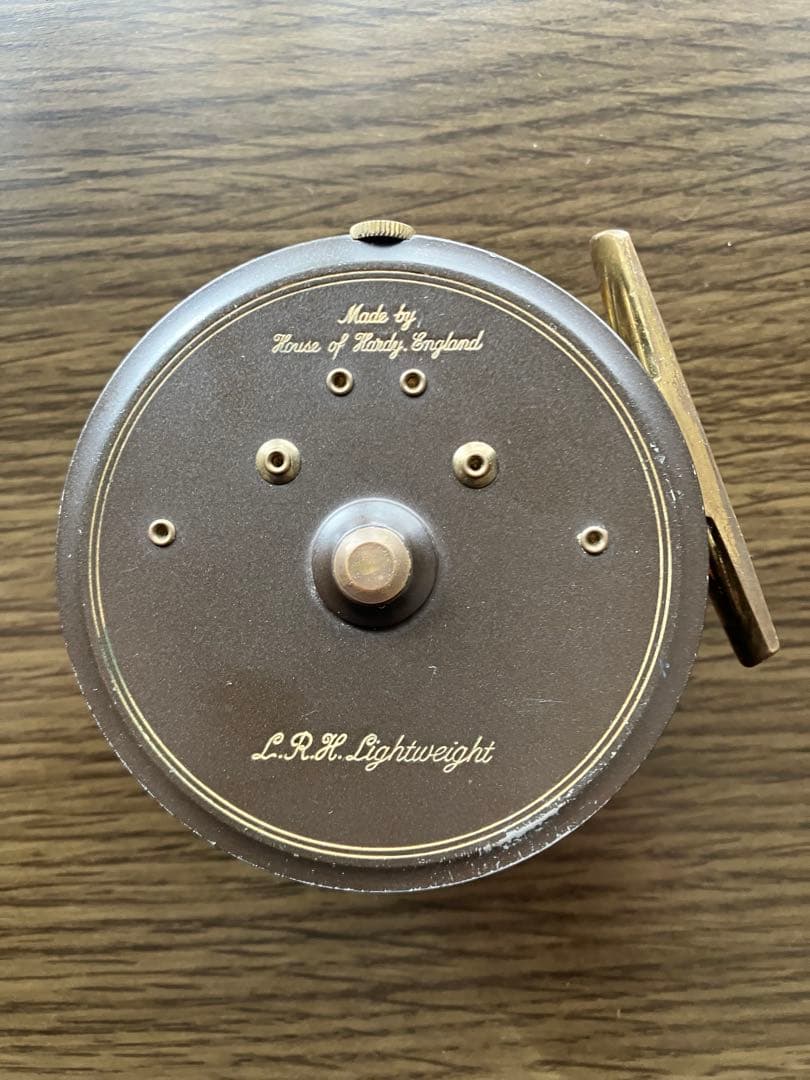 Made by
House of Hardy. England
L.R.H. Lightweight